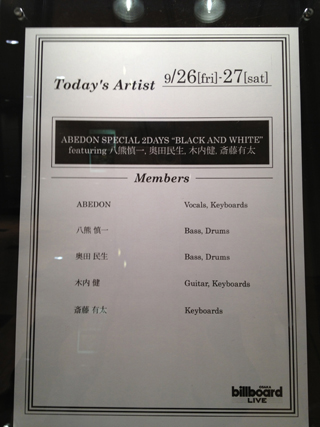 Today's Artist 9/26[fri]-27[sat]
ABEDON SPECIAL 2DAYS "BLACK AND WHITE"
featuring 八熊慎一, 奥田民生, 木内健, 斎藤有太
Members
ABEDON Vocals, Keyboards
八熊 慎一 Bass, Drums
奥田 民生 Bass, Drums
木内 健 Guitar, Keyboards
斎藤 有太 Keyboards
billboard
LIVE